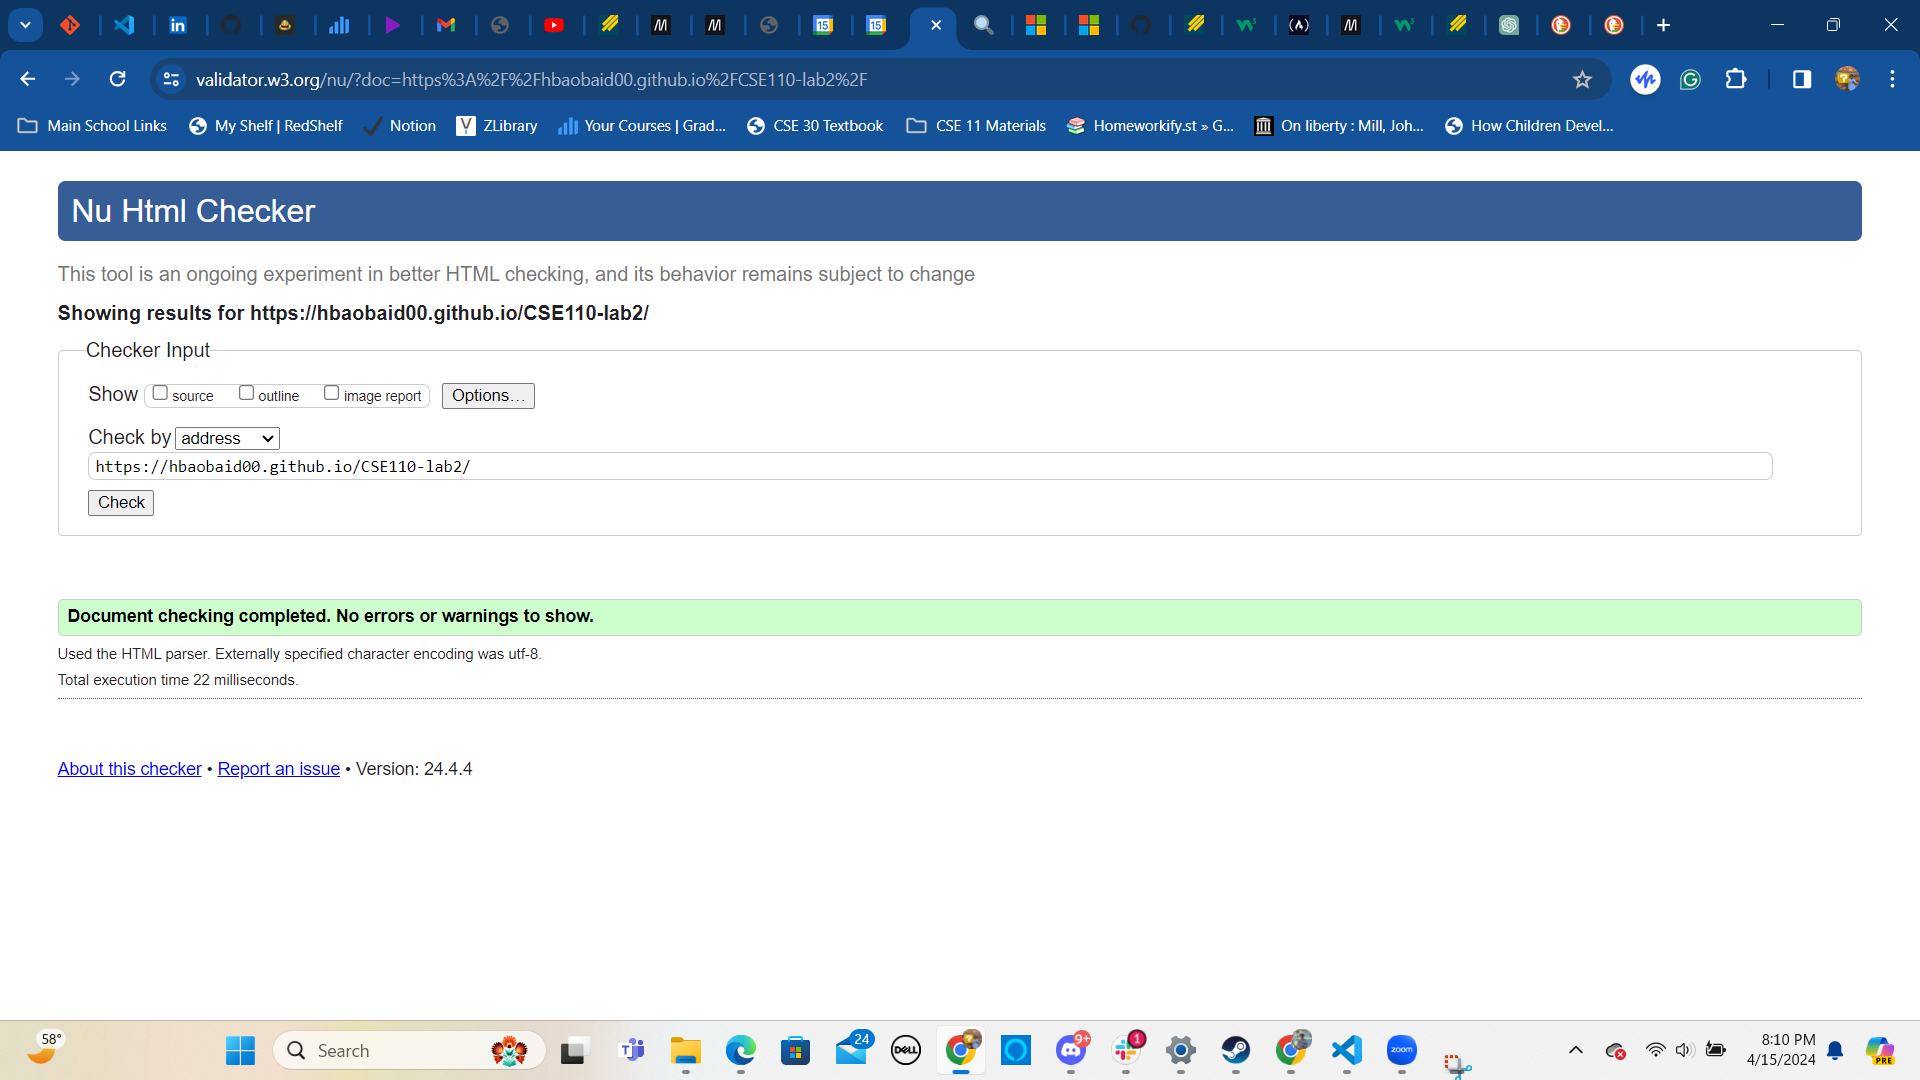 validator.w3.org/nu/?doc=https%3A%2F%2Fhbaobaid00.github.io%2FCSE110-lab2%2F
Main School Links
My Shelf | RedShelf
Notion
ZLibrary
Your Courses | Grad...
CSE 30 Textbook
CSE 11 Materials
Homeworkify.st » G...
On liberty : Mill, Joh...
How Children Devel...
Nu Html Checker
This tool is an ongoing experiment in better HTML checking, and its behavior remains subject to change
Showing results for https://hbaobaid00.github.io/CSE110-lab2/
Checker Input
Show source outline image report Options...
Check by address
https://hbaobaid00.github.io/CSE110-lab2/
Check
Document checking completed. No errors or warnings to show.
Used the HTML parser. Externally specified character encoding was utf-8.
Total execution time 22 milliseconds.
About this checker • Report an issue • Version: 24.4.4
58°
Search
24
DELL
9+
1
zoom
8:10 PM
4/15/2024
PRE